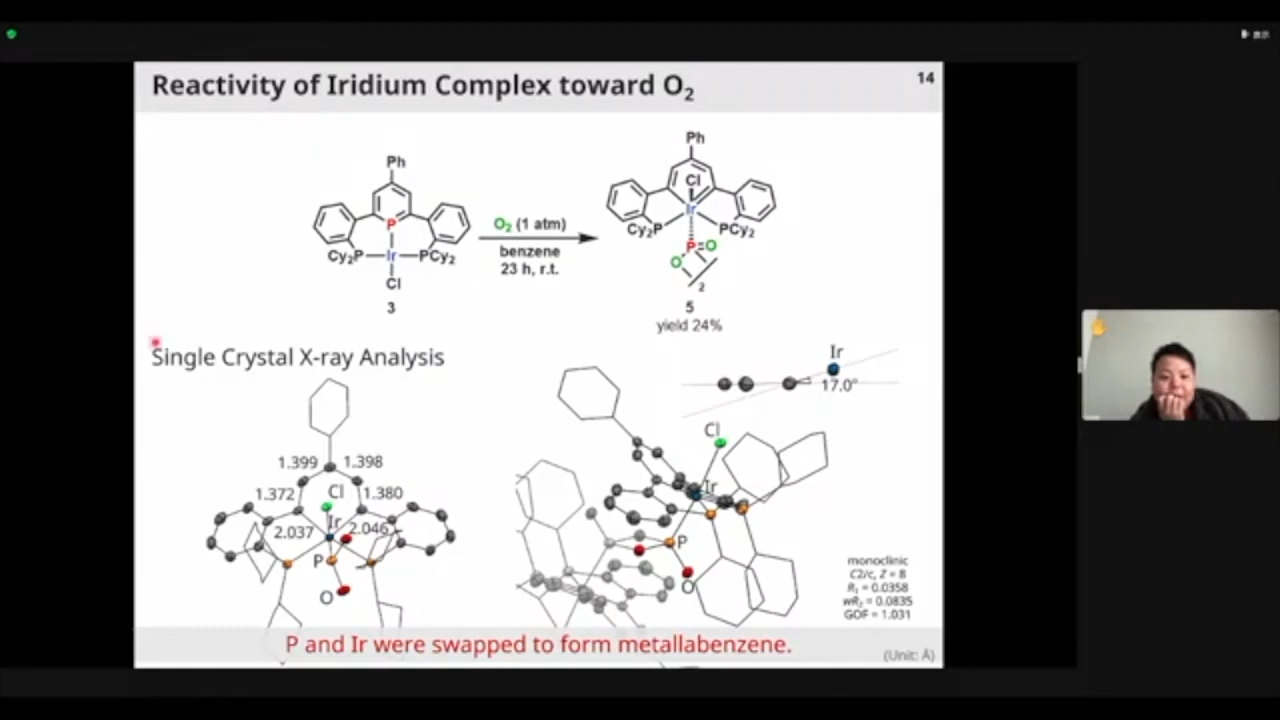 表示
Reactivity of Iridium Complex toward O₂
14
Ph
P
Cy₂P Ir PCy₂
Cl
3
O₂ (1 atm)
benzene
23 h, r.t.
Ph
Cl
Ir
Cy₂P PCy₂
P=O
O
2
5
yield 24%
Single Crystal X-ray Analysis
1.399 1.398
1.372 Cl 1.380
Ir
2.037 2.046
P
O
Ir
17.0°
Cl
Ir
P
O
monoclinic
C2/c, Z = 8
R₁ = 0.0358
wR₂ = 0.0835
GOF = 1.031
P and Ir were swapped to form metallabenzene.
(Unit: Å)